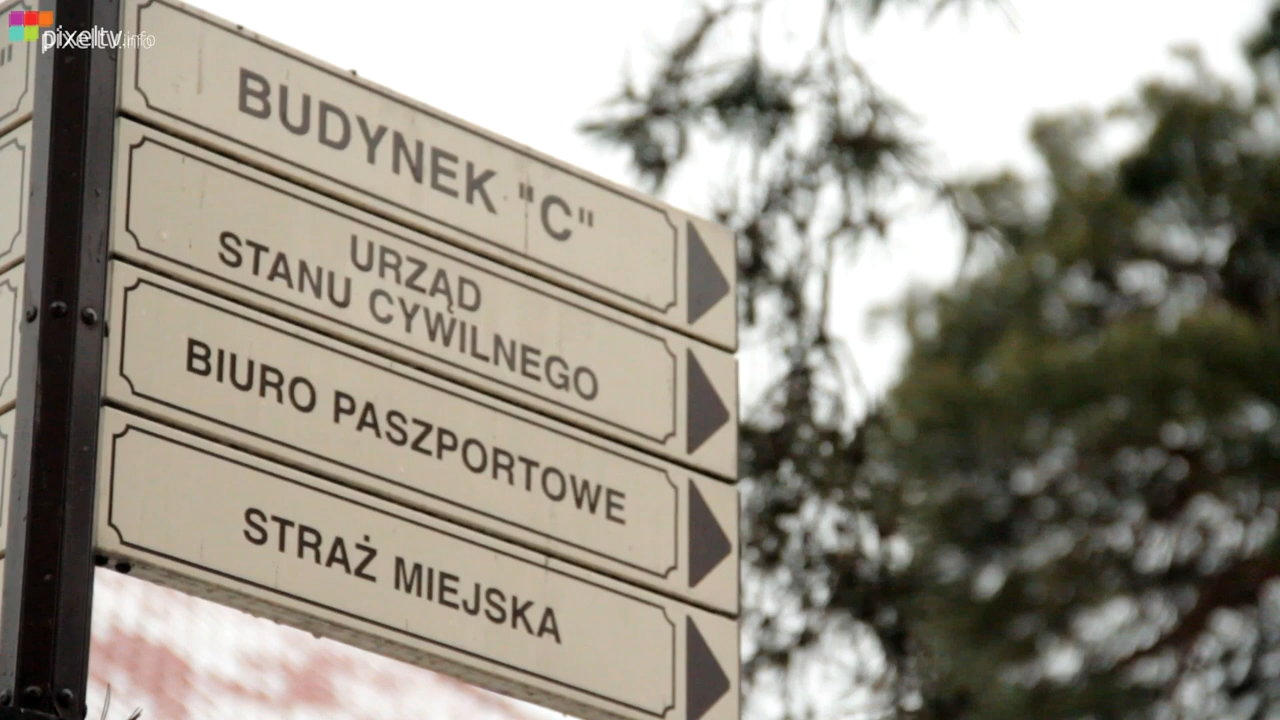 pixeltv.info
BUDYNEK "C"
URZĄD
STANU CYWILNEGO
BIURO PASZPORTOWE
STRAŻ MIEJSKA